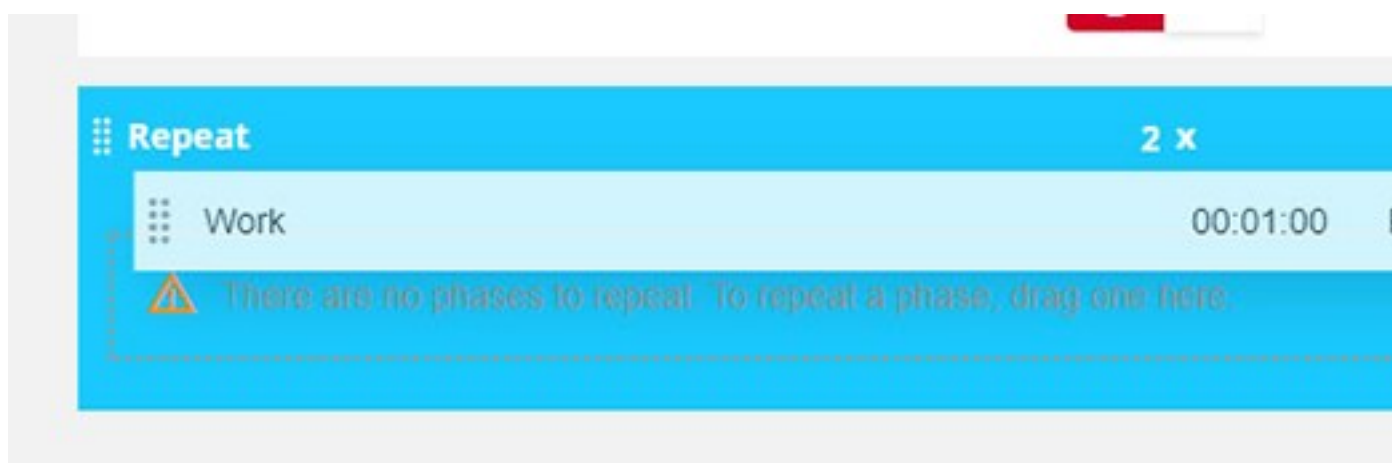 Repeat 2 x
Work 00:01:00
There are no phases to repeat. To repeat a phase, drag one here.